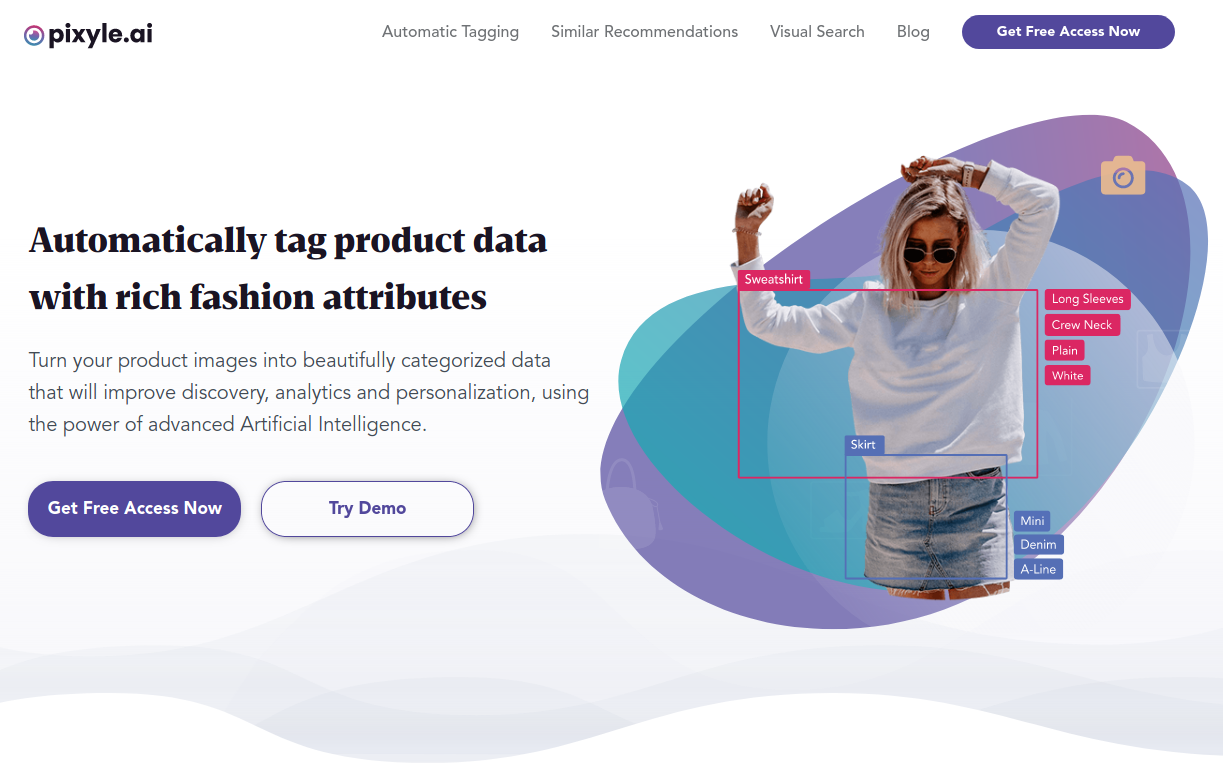 pixyle.ai
Automatic Tagging
Similar Recommendations
Visual Search
Blog
Get Free Access Now
Automatically tag product data
with rich fashion attributes
Turn your product images into beautifully categorized data
that will improve discovery, analytics and personalization, using
the power of advanced Artificial Intelligence.
Get Free Access Now
Try Demo
Sweatshirt
Long Sleeves
Crew Neck
Plain
White
Skirt
Mini
Denim
A-Line